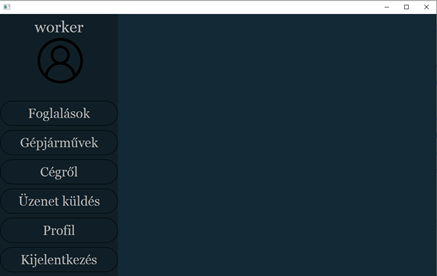 worker
Foglalások
Gépjárművek
Cégről
Üzenet küldés
Profil
Kijelentkezés